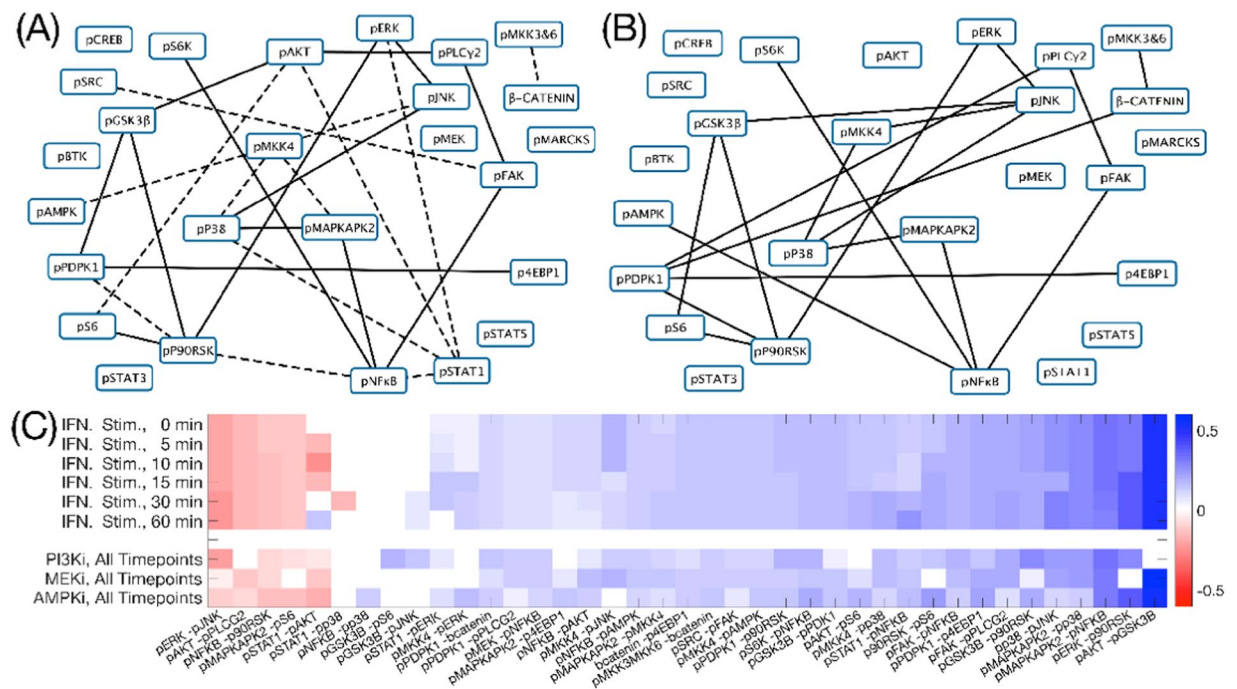 (A)
pERK
pCREB
pS6K
pAKT
pPLCγ2
pMKK3&6
pSRC
pJNK
β-CATENIN
pGSK3β
pMKK4
pMEK
pMARCKS
pBTK
pFAK
pAMPK
pP38
pMAPKAPK2
pPDPK1
p4EBP1
pS6
pP90RSK
pSTAT5
pSTAT3
pNFκB
pSTAT1
(B)
pERK
pCREB
pS6K
pAKT
pPLCγ2
pMKK3&6
pSRC
pJNK
β-CATENIN
pGSK3β
pMKK4
pMARCKS
pBTK
pMEK
pFAK
pAMPK
pMAPKAPK2
pP38
pPDPK1
p4EBP1
pS6
pP90RSK
pSTAT5
pSTAT3
pNFκB
pSTAT1
(C)
IFN. Stim., 0 min
IFN. Stim., 5 min
IFN. Stim., 10 min
IFN. Stim., 15 min
IFN. Stim., 30 min
IFN. Stim., 60 min
PI3Ki, All Timepoints
MEKi, All Timepoints
AMPKi, All Timepoints
0.5
0
-0.5
pERK -pJNK
pAKT -pPLCG2
pNFKB -p90RSK
pMAPKAPK2 -pS6
pSTAT1 -pAKT
pSTAT1 -pp38
pNFKB -pp38
pGSK3B -pS6
pGSK3B -pJNK
pSTAT1 -pERK
pMKK4 -pERK
pPDPK1 -bcatenin
pPDPK1 -pPLCG2
pMEK -pNFKB
pMAPKAPK2 -p4EBP1
pNFKB -pAKT
pMKK4 -pJNK
pNFKB -pAMPK
pMAPKAPK2 -pMKK4
bcatenin -p4EBP1
pMKK3MKK6 -bcatenin
pSRC -pFAK
pMKK4 -pAMPK
pPDPK1 -p90RSK
pS6K -pNFKB
pGSK3B -pPDPK1
pAKT -pS6
pMKK4 -pp38
pSTAT1 -pNFKB
p90RSK -pS6
pFAK -pNFKB
pPDPK1 -p4EBP1
pFAK -pPLCG2
pGSK3B -p90RSK
pp38 -pJNK
pMAPKAPK2 -pp38
pMAPKAPK2 -pNFKB
pERK -p90RSK
pAKT -pGSK3B